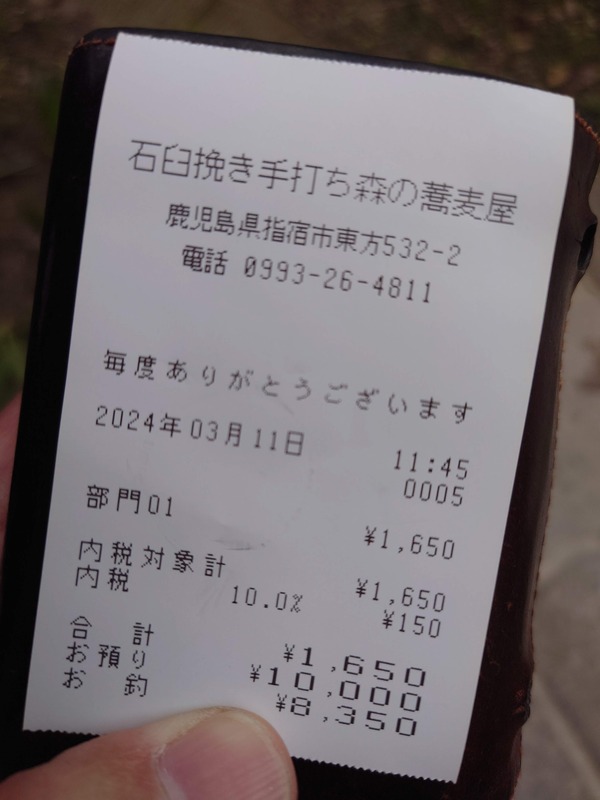 石臼挽き手打ち森の蕎麦屋
鹿児島県指宿市東方532-2
電話 0993-26-4811
毎度ありがとうございます
2024年03月11日 11:45
0005
部門01 ¥1,650
内税対象計 ¥1,650
内税 10.0% ¥150
合 計 ¥1,650
お預り ¥10,000
お 釣 ¥8,350